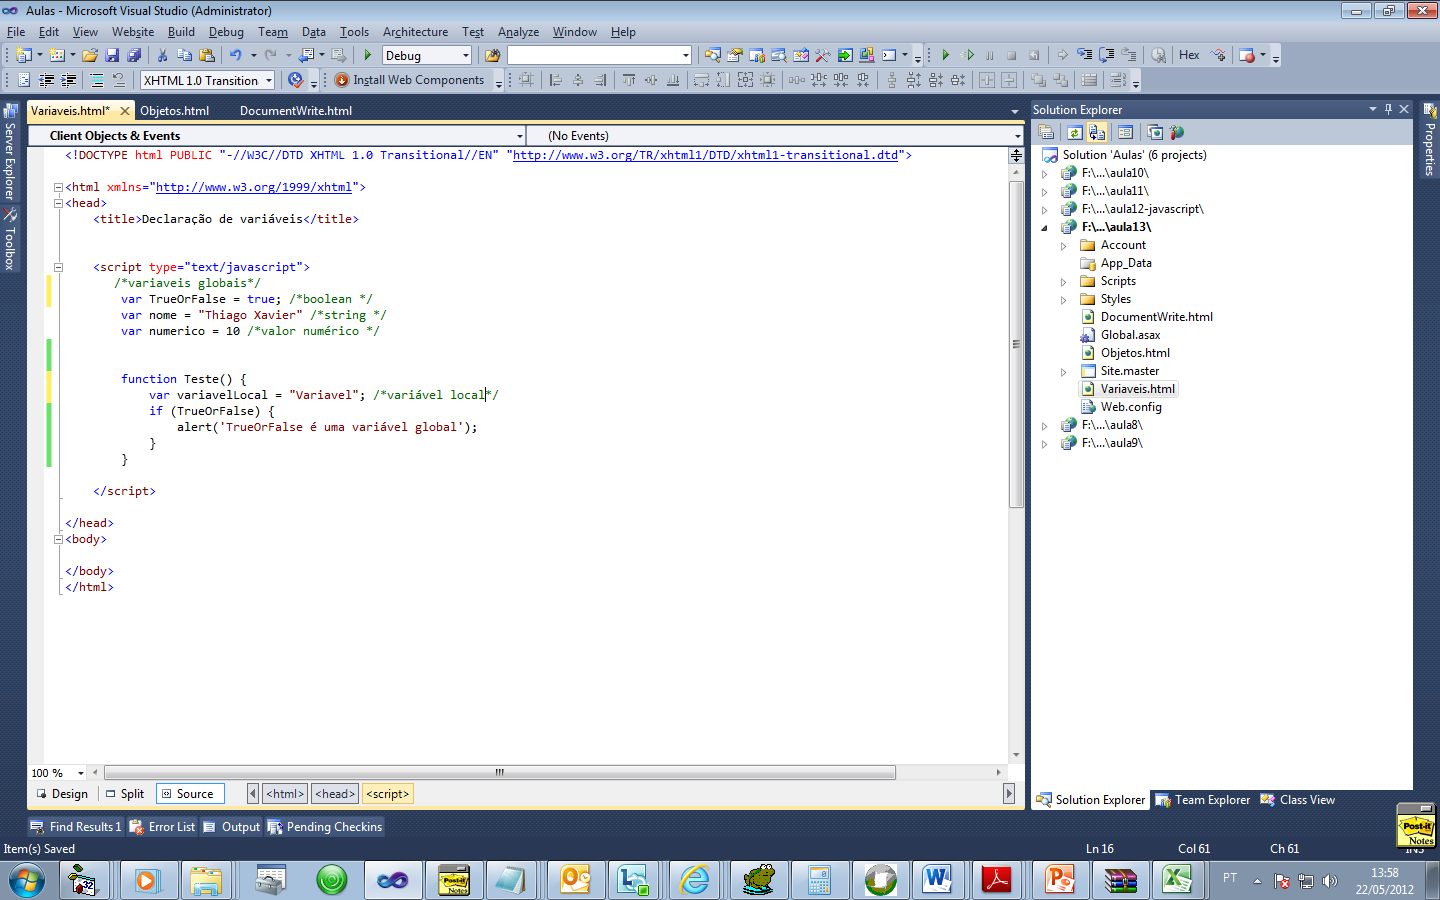 Aulas - Microsoft Visual Studio (Administrator)
File Edit View Website Build Debug Team Data Tools Architecture Test Analyze Window Help
Debug
Hex
XHTML 1.0 Transition
Install Web Components
Server Explorer
Toolbox
Variaveis.html* Objetos.html DocumentWrite.html
Client Objects & Events (No Events)
<!DOCTYPE html PUBLIC "-//W3C//DTD XHTML 1.0 Transitional//EN" "http://www.w3.org/TR/xhtml1/DTD/xhtml1-transitional.dtd">
<html xmlns="http://www.w3.org/1999/xhtml">
<head>
<title>Declaração de variáveis</title>
<script type="text/javascript">
/*variaveis globais*/
var TrueOrFalse = true; /*boolean */
var nome = "Thiago Xavier" /*string */
var numerico = 10 /*valor numérico */
function Teste() {
var variavelLocal = "Variavel"; /*variável local*/
if (TrueOrFalse) {
alert('TrueOrFalse é uma variável global');
}
}
</script>
</head>
<body>
</body>
</html>
100 %
Design Split Source <html> <head> <script>
Solution Explorer
Solution 'Aulas' (6 projects)
F:\...\aula10\
F:\...\aula11\
F:\...\aula12-javascript\
F:\...\aula13\
Account
App_Data
Scripts
Styles
DocumentWrite.html
Global.asax
Objetos.html
Site.master
Variaveis.html
Web.config
F:\...\aula8\
F:\...\aula9\
Solution Explorer Team Explorer Class View
Properties
Find Results 1 Error List Output Pending Checkins
Post-it
Notes
Item(s) Saved Ln 16 Col 61 Ch 61 INS
32
Post-it
Notes
PT
13:58
22/05/2012